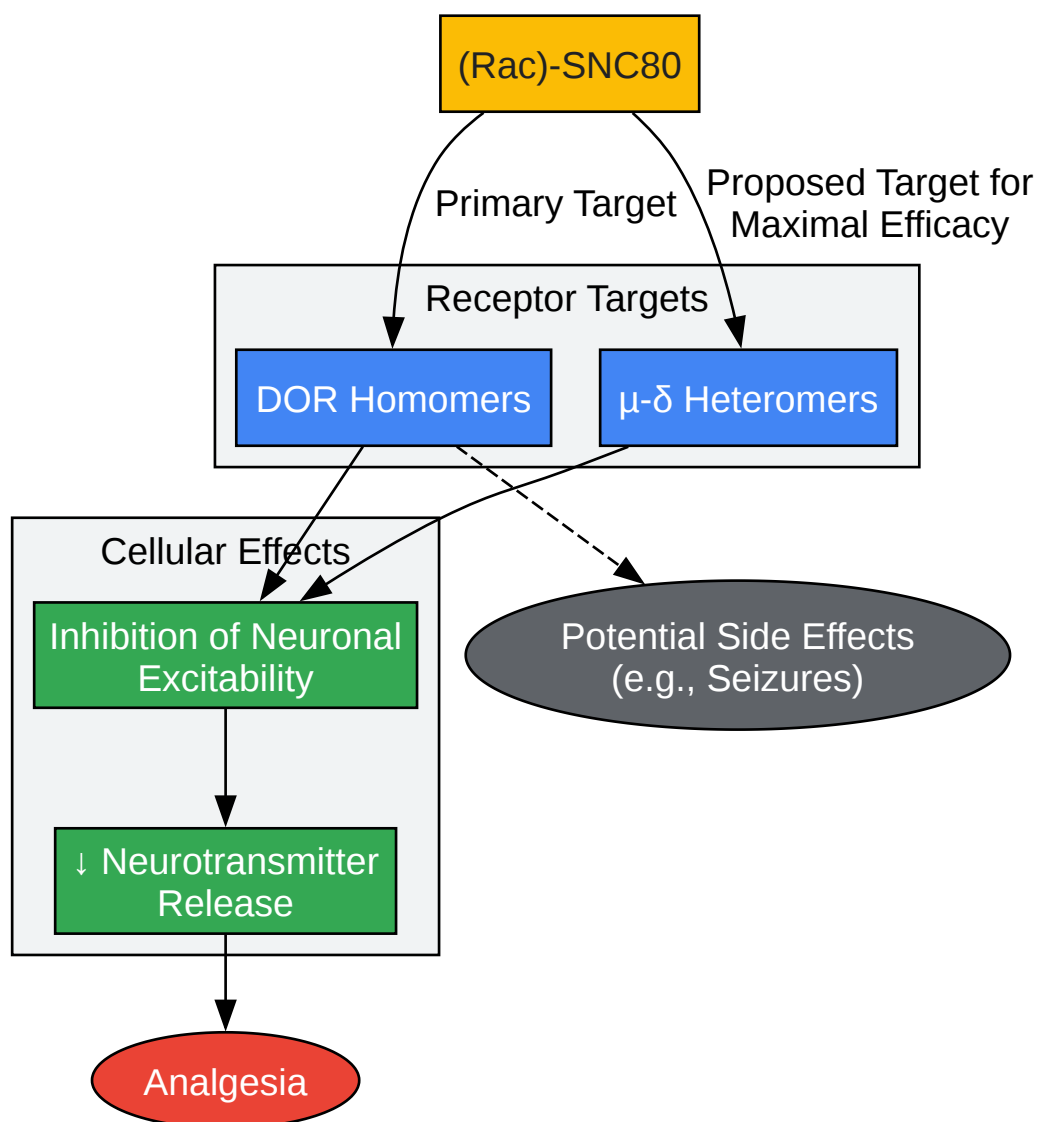 (Rac)-SNC80
Primary Target
Proposed Target for
Maximal Efficacy
Receptor Targets
DOR Homomers
µ-δ Heteromers
Cellular Effects
Inhibition of Neuronal
Excitability
Potential Side Effects
(e.g., Seizures)
↓ Neurotransmitter
Release
Analgesia